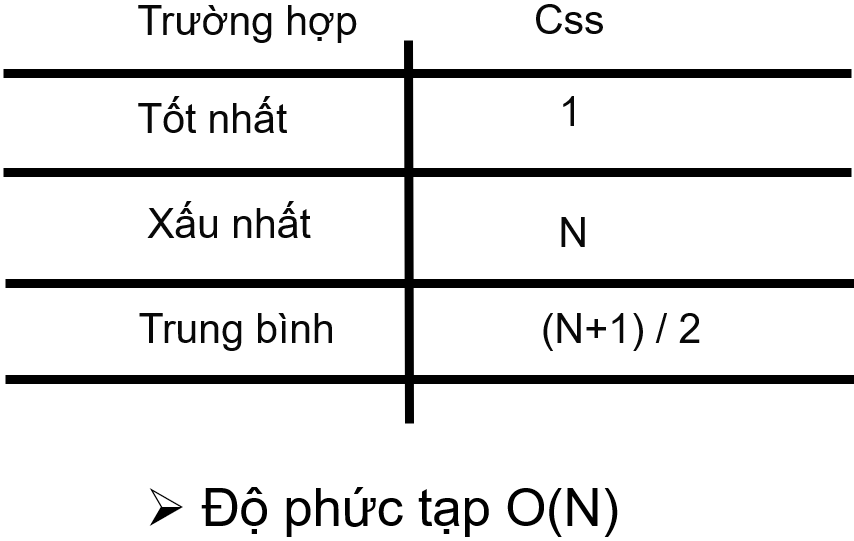 Trường hợp Css
Tốt nhất 1
Xấu nhất N
Trung bình (N+1) / 2
➢ Độ phức tạp O(N)